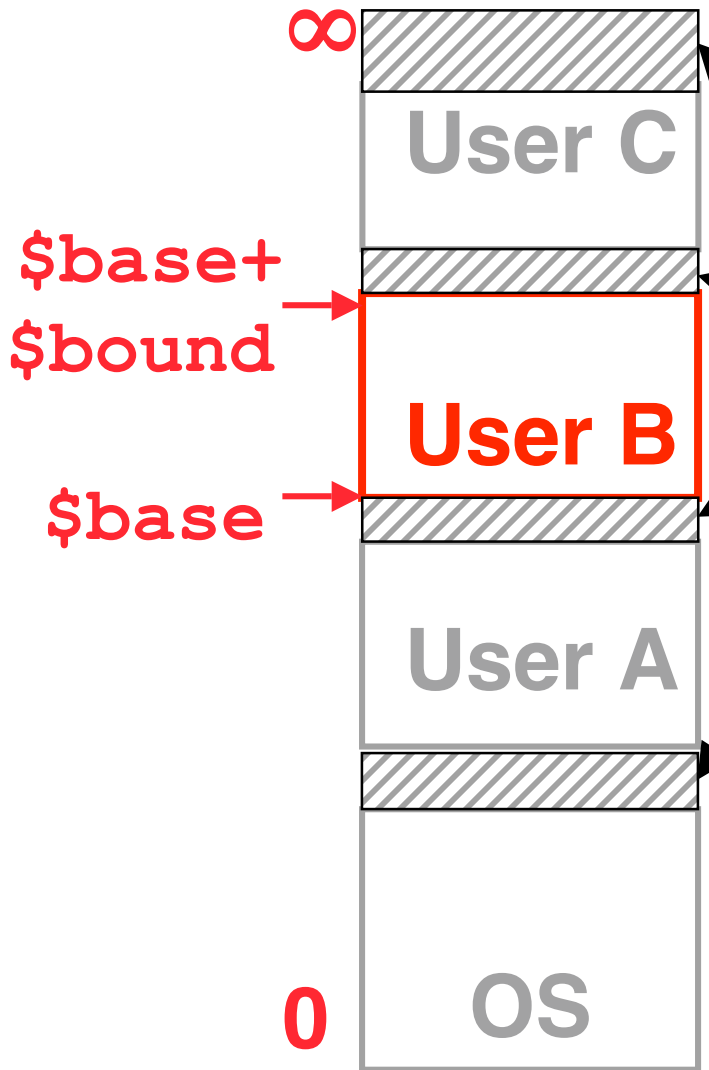 ∞
User C
$base+
$bound
User B
$base
User A
OS
0